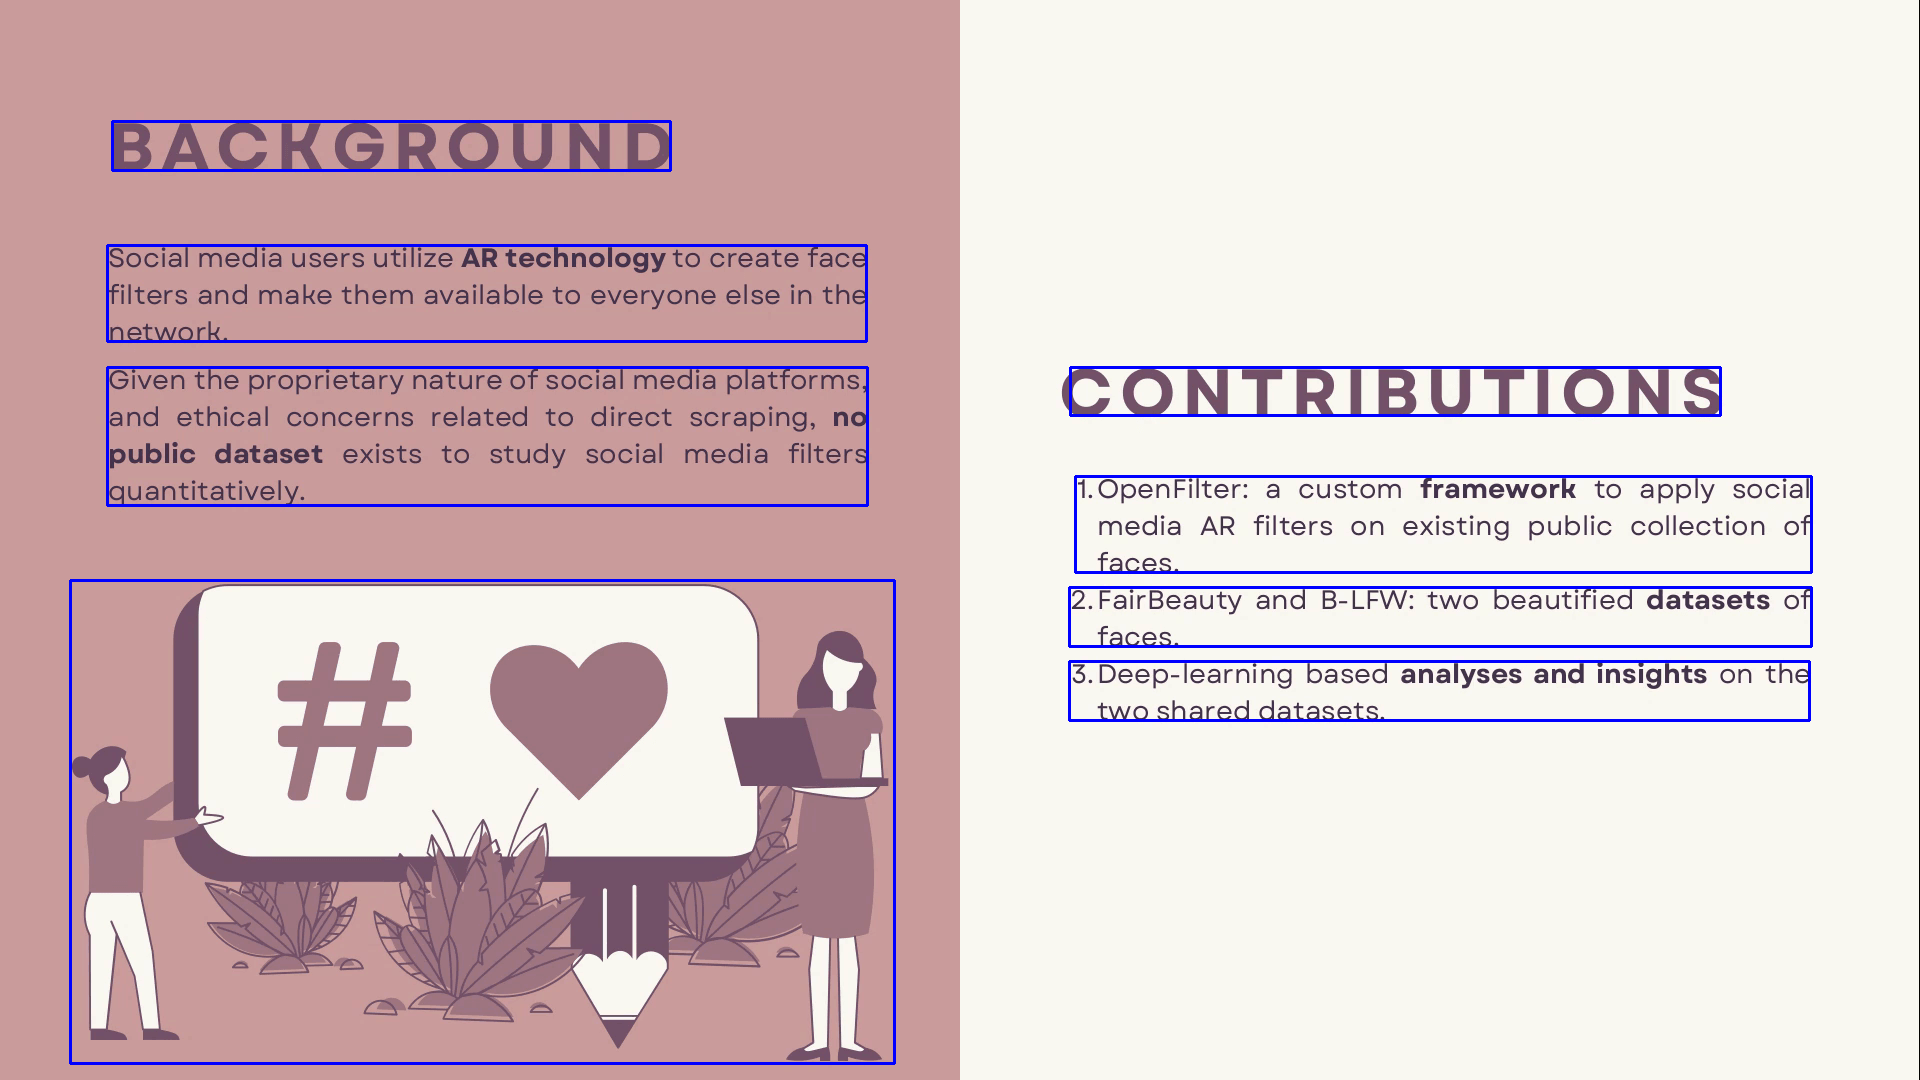 BACKGROUND
Social media users utilize AR technology to create face
filters and make them available to everyone else in the
network.
Given the proprietary nature of social media platforms,
and ethical concerns related to direct scraping, no
public dataset exists to study social media filters
quantitatively.
#
CONTRIBUTIONS
1. OpenFilter: a custom framework to apply social
media AR filters on existing public collection of
faces.
2. FairBeauty and B-LFW: two beautified datasets of
faces.
3. Deep-learning based analyses and insights on the
two shared datasets.